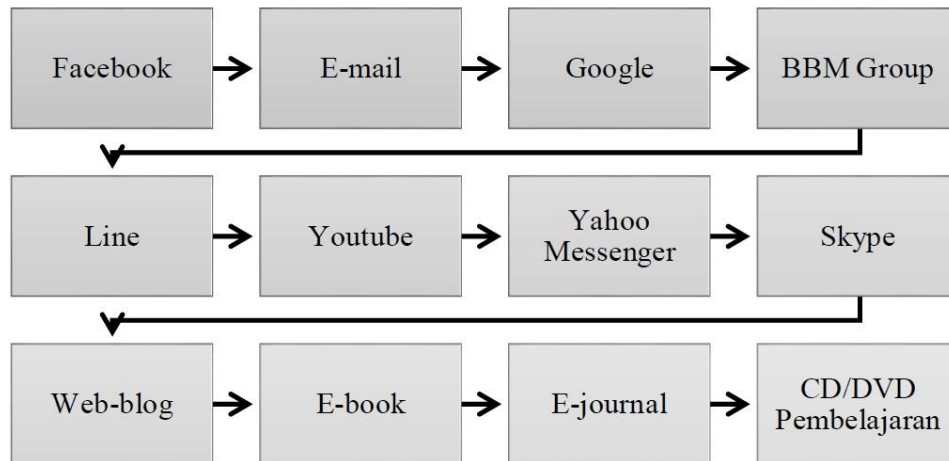 Facebook
E-mail
Google
BBM Group
Line
Youtube
Yahoo
Messenger
Skype
Web-blog
E-book
E-journal
CD/DVD
Pembelajaran